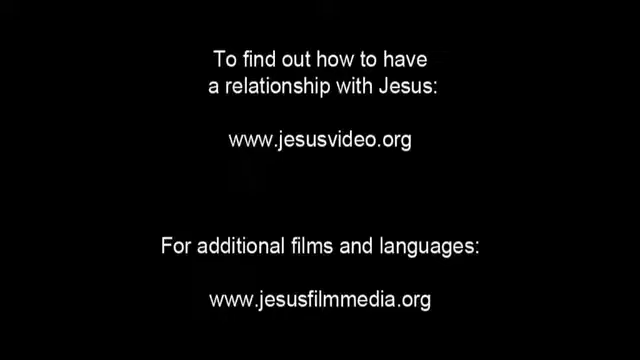 To find out how to have
a relationship with Jesus:
www.jesusvideo.org
For additional films and languages:
www.jesusfilmmedia.org